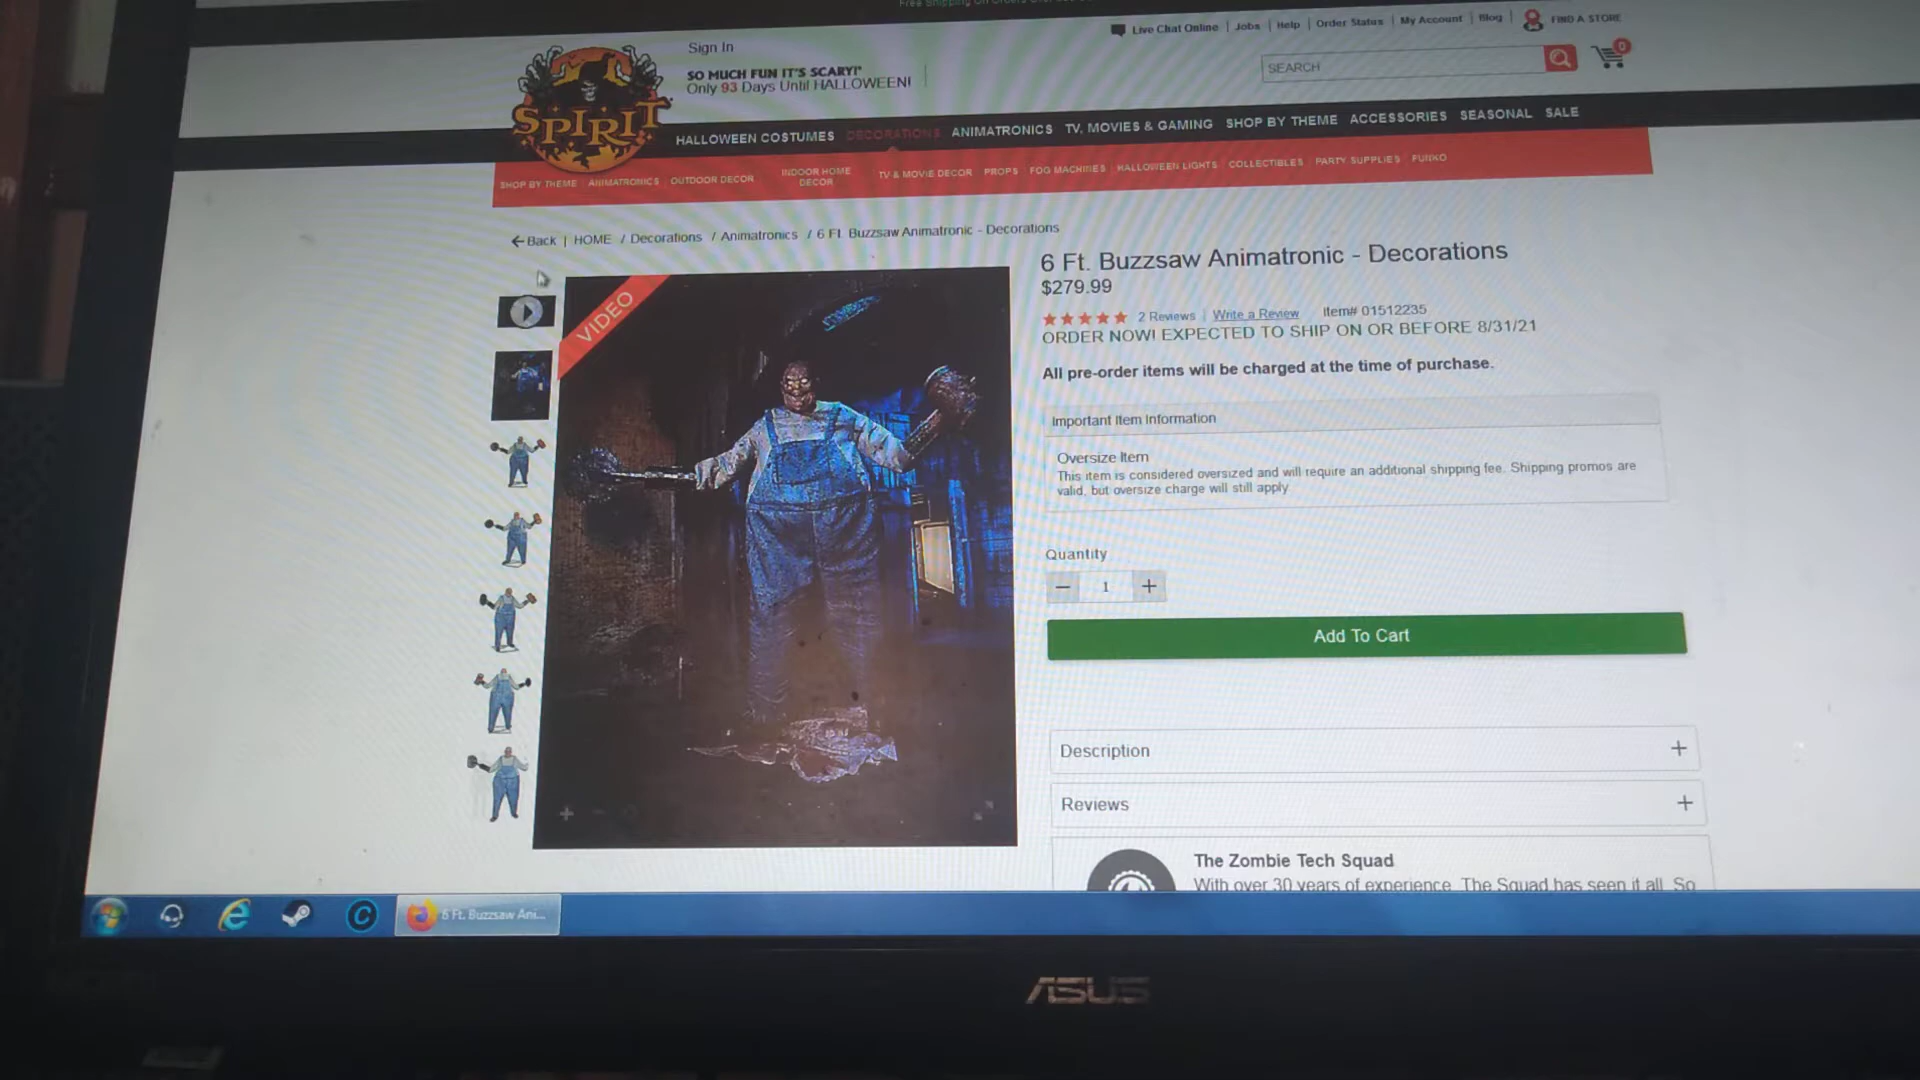 Free Shipping On Orders Over
Live Chat Online | Jobs | Help | Order Status | My Account | Blog | FIND A STORE
Sign In
SO MUCH FUN IT'S SCARY!*
Only 93 Days Until HALLOWEEN!
SEARCH
0
SPIRIT
HALLOWEEN COSTUMES DECORATIONS ANIMATRONICS TV, MOVIES & GAMING SHOP BY THEME ACCESSORIES SEASONAL SALE
SHOP BY THEME ANIMATRONICS OUTDOOR DECOR INDOOR HOME DECOR TV & MOVIE DECOR PROPS FOG MACHINES HALLOWEEN LIGHTS COLLECTIBLES PARTY SUPPLIES FUNKO
Back | HOME / Decorations / Animatronics / 6 Ft. Buzzsaw Animatronic - Decorations
VIDEO
6 Ft. Buzzsaw Animatronic - Decorations
$279.99
2 Reviews | Write a Review Item# 01512235
ORDER NOW! EXPECTED TO SHIP ON OR BEFORE 8/31/21
All pre-order items will be charged at the time of purchase.
Important Item Information
Oversize Item
This item is considered oversized and will require an additional shipping fee. Shipping promos are
valid, but oversize charge will still apply
Quantity
− 1 +
Add To Cart
Description +
Reviews +
The Zombie Tech Squad
With over 30 years of experience, The Squad has seen it all. So
6 Ft. Buzzsaw Ani...
ASUS